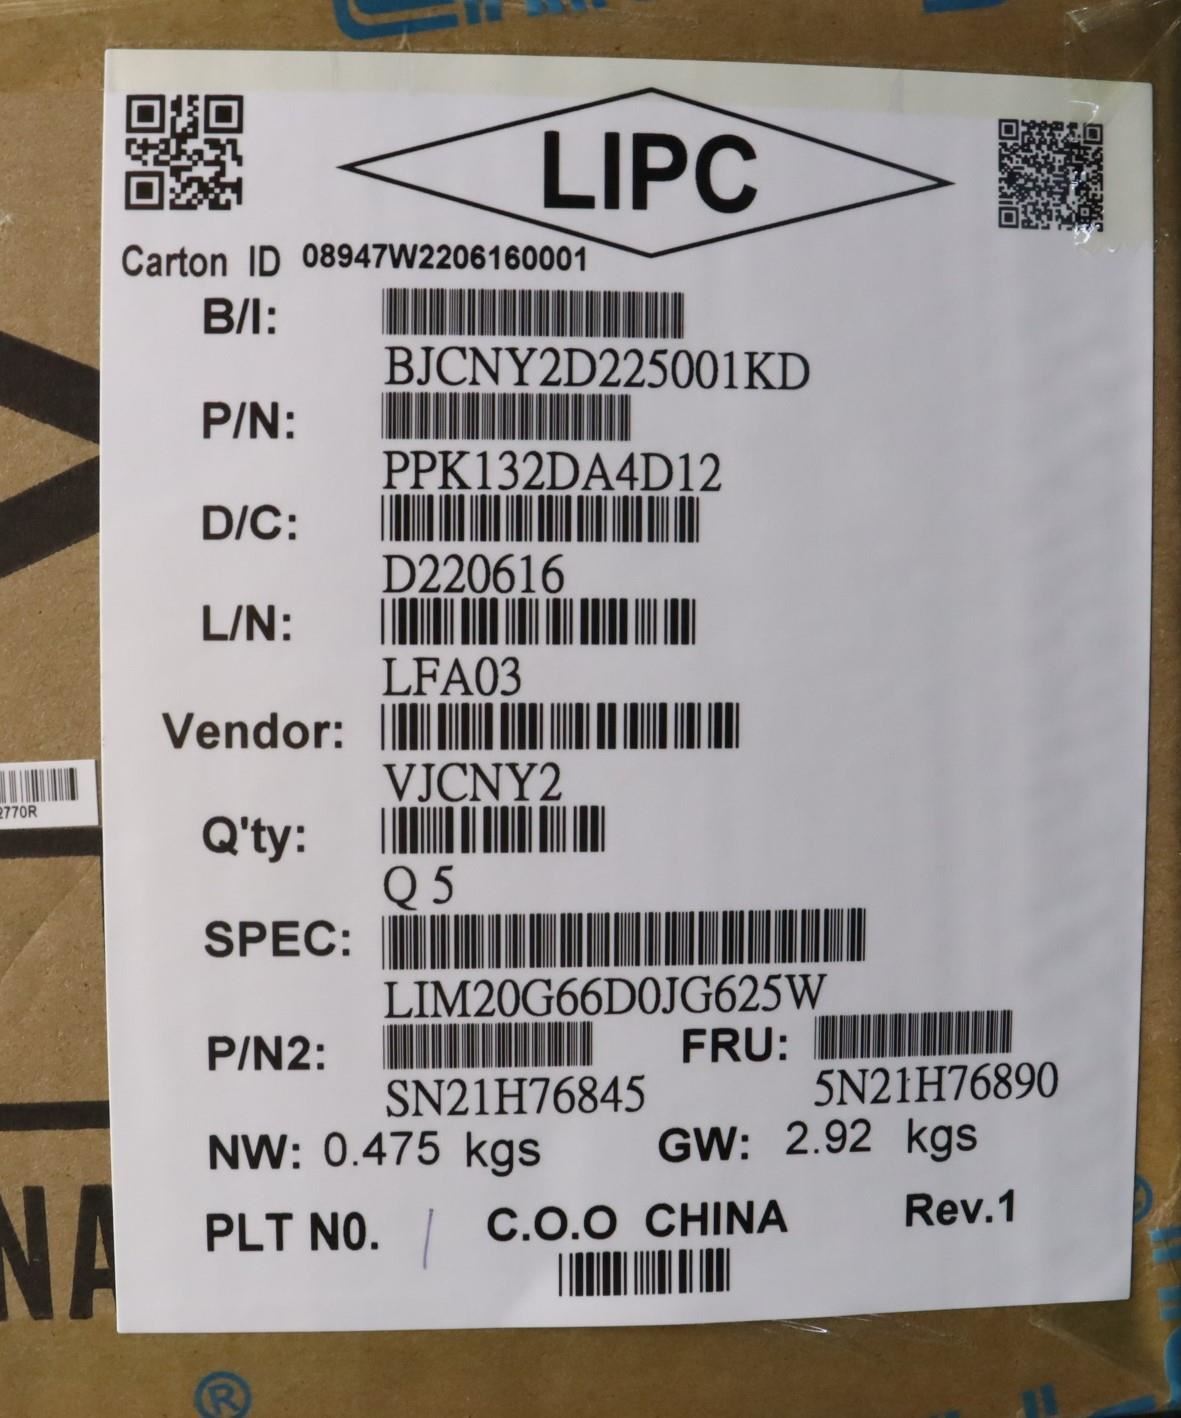 LIPC
Carton ID 08947W2206160001
B/I:
BJCNY2D225001KD
P/N:
PPK132DA4D12
D/C:
D220616
L/N:
LFA03
Vendor:
VJCNY2
2770R
Q'ty:
Q 5
SPEC:
LIM20G66D0JG625W
P/N2: FRU:
SN21H76845 5N21H76890
NW: 0.475 kgs GW: 2.92 kgs
PLT N0. / C.O.O CHINA Rev.1
NA
®